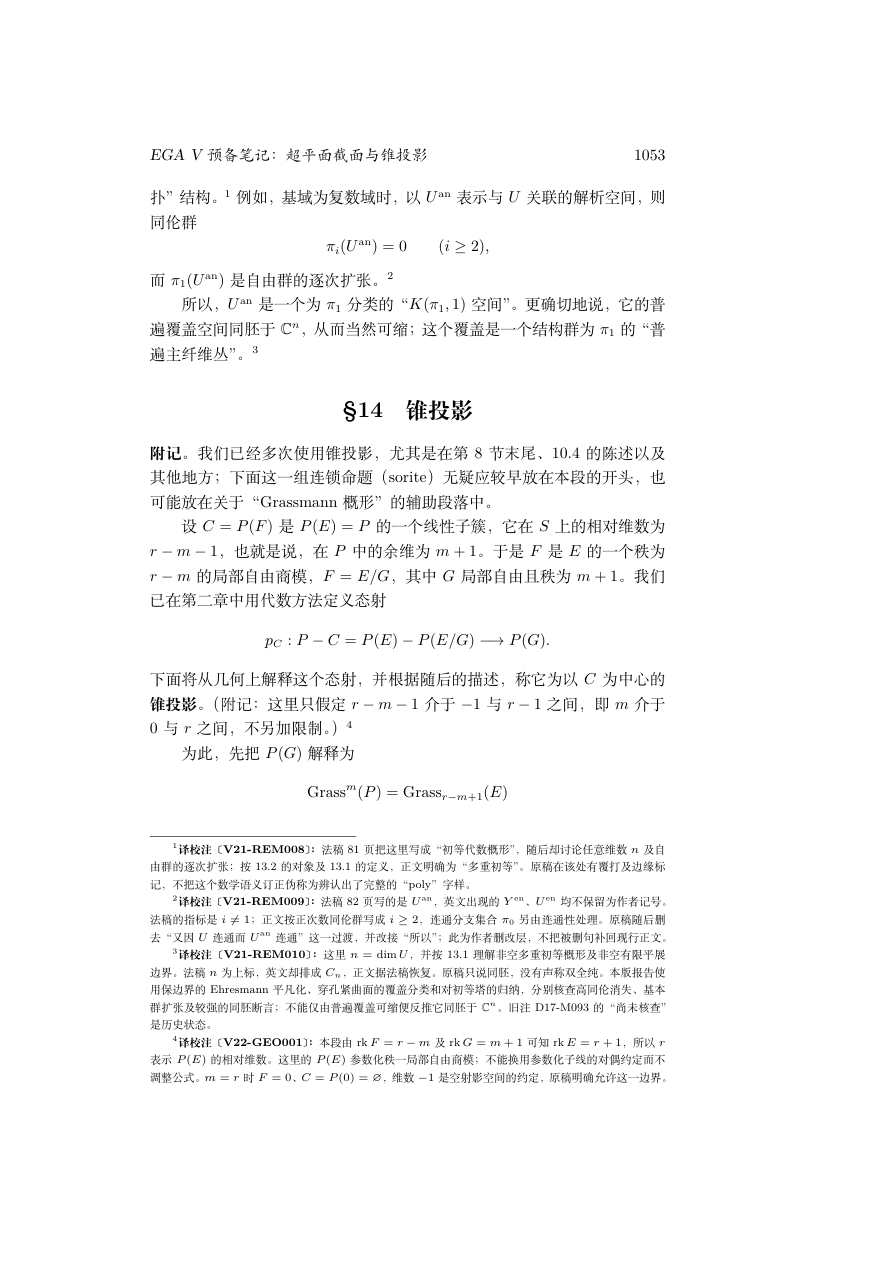 EGA V 预备笔记：超平面截面与锥投影 1053
扑” 结构。¹ 例如，基域为复数域时，以 Uᵃⁿ 表示与 U 关联的解析空间，则
同伦群
πᵢ(Uᵃⁿ) = 0 (i ≥ 2),
而 π₁(Uᵃⁿ) 是自由群的逐次扩张。²
所以，Uᵃⁿ 是一个为 π₁ 分类的 “K(π₁, 1) 空间”。更确切地说，它的普
遍覆盖空间同胚于 ℂⁿ，从而当然可缩；这个覆盖是一个结构群为 π₁ 的 “普
遍主纤维丛”。³
§14 锥投影
附记。我们已经多次使用锥投影，尤其是在第 8 节末尾、10.4 的陈述以及
其他地方；下面这一组连锁命题（sorite）无疑应较早放在本段的开头，也
可能放在关于 “Grassmann 概形” 的辅助段落中。
设 C = P(F) 是 P(E) = P 的一个线性子簇，它在 S 上的相对维数为
r − m − 1，也就是说，在 P 中的余维为 m + 1。于是 F 是 E 的一个秩为
r − m 的局部自由商模，F = E/G，其中 G 局部自由且秩为 m + 1。我们
已在第二章中用代数方法定义态射
p_C : P − C = P(E) − P(E/G) ⟶ P(G).
下面将从几何上解释这个态射，并根据随后的描述，称它为以 C 为中心的
锥投影。（附记：这里只假定 r − m − 1 介于 −1 与 r − 1 之间，即 m 介于
0 与 r 之间，不另加限制。）⁴
为此，先把 P(G) 解释为
Grassᵐ(P) = Grass_{r−m+1}(E)
¹译校注〔V21-REM008〕：法稿 81 页把这里写成 “初等代数概形”，随后却讨论任意维数 n 及自
由群的逐次扩张；按 13.2 的对象及 13.1 的定义，正文明确为 “多重初等”。原稿在该处有覆打及边缘标
记，不把这个数学语义订正伪称为辨认出了完整的 “poly” 字样。
²译校注〔V21-REM009〕：法稿 82 页写的是 Uᵃⁿ，英文出现的 Yᵉⁿ、Uᵉⁿ 均不保留为作者记号。
法稿的指标是 i ≠ 1；正文按正次数同伦群写成 i ≥ 2，连通分支集合 π₀ 另由连通性处理。原稿随后删
去 “又因 U 连通而 Uᵃⁿ 连通” 这一过渡，并改接 “所以”；此为作者删改层，不把被删句补回现行正文。
³译校注〔V21-REM010〕：这里 n = dim U，并按 13.1 理解非空多重初等概形及非空有限平展
边界。法稿 n 为上标，英文却排成 Cₙ，正文据法稿恢复。原稿只说同胚，没有声称双全纯。本版报告使
用保边界的 Ehresmann 平凡化、穿孔紧曲面的覆盖分类和对初等塔的归纳，分别核查高同伦消失、基本
群扩张及较强的同胚断言；不能仅由普遍覆盖可缩便反推它同胚于 ℂⁿ。旧注 D17-M093 的 “尚未核查”
是历史状态。
⁴译校注〔V22-GEO001〕：本段由 rk F = r − m 及 rk G = m + 1 可知 rk E = r + 1，所以 r
表示 P(E) 的相对维数。这里的 P(E) 参数化秩一局部自由商模；不能换用参数化子线的对偶约定而不
调整公式。m = r 时 F = 0、C = P(0) = ∅，维数 −1 是空射影空间的约定，原稿明确允许这一边界。